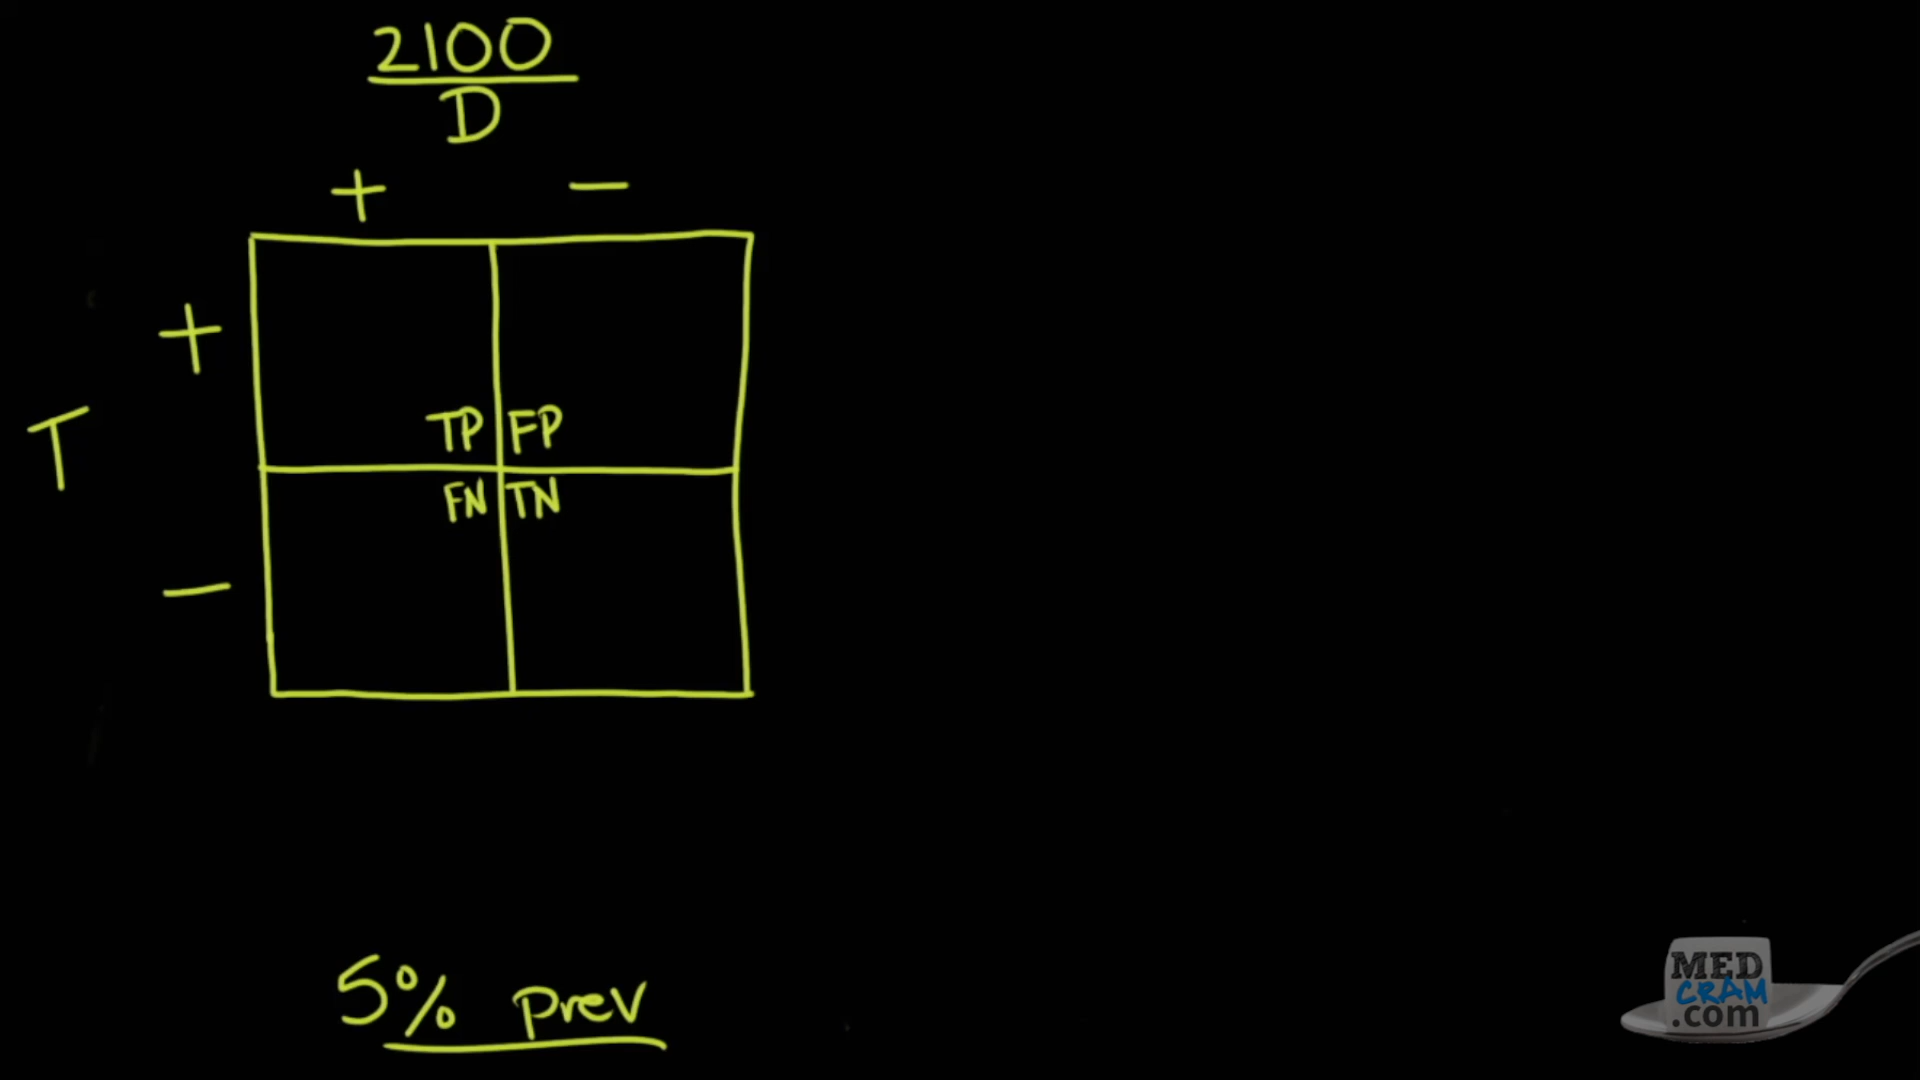 2100
D
+ −
+
TP FP
T
FN TN
−
5% prev
MED
CRAM
.com